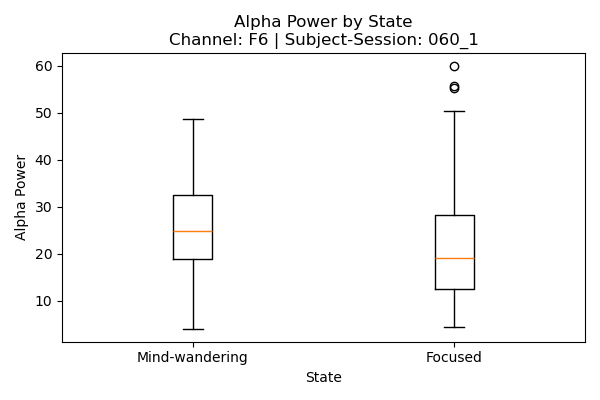 Alpha Power by State
Channel: F6 | Subject-Session: 060_1
60
50
40
30
20
10
Alpha Power
Mind-wandering
Focused
State